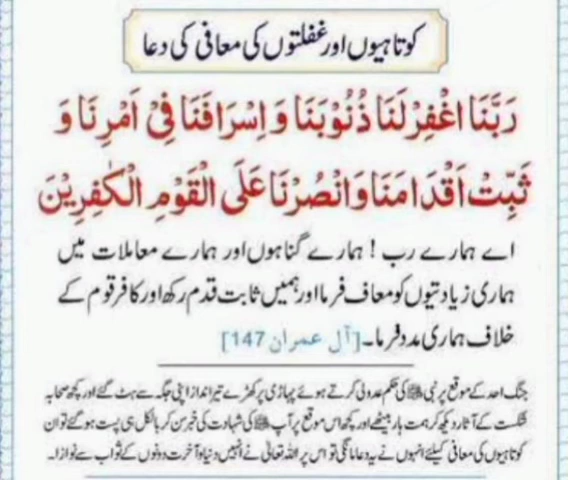 کوتاہیوں اور غفلتوں کی معافی کی دعا
رَبَّنَا اغْفِرْلَنَا ذُنُوْبَنَا وَاِسْرَافَنَا فِیْٓ اَمْرِنَا وَ
ثَبِّتْ اَقْدَامَنَا وَانْصُرْنَا عَلَی الْقَوْمِ الْکٰفِرِیْنَ
اے ہمارے رب! ہمارے گناہوں اور ہمارے معاملات میں
ہماری زیادتیوں کو معاف فرما اور ہمیں ثابت قدم رکھ اور کافر قوم کے
خلاف ہماری مدد فرما۔ [آل عمران 147]
جنگ احد کے موقع پر نبی ﷺ کی حکم عدولی کرتے ہوئے پہاڑی پر کھڑے تیر انداز اپنی جگہ سے ہٹ گئے اور کچھ صحابہ
شکست کے آثار دیکھ کر ہمت ہار بیٹھے اور کچھ اس موقع پر آپ ﷺ کی شہادت کی خبر سن کر بالکل ہی پست ہوگئے تو ان
کوتاہیوں کی معافی کیلئے انہوں نے یہ دعا مانگی تو اس پر اللہ تعالیٰ نے انہیں دنیا و آخرت دونوں کے ثواب سے نوازا۔